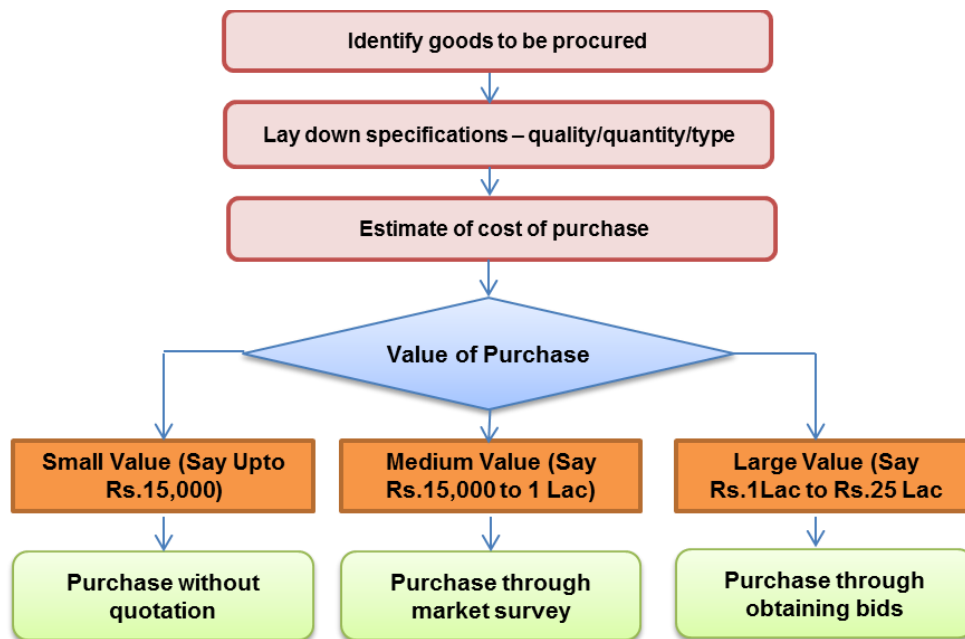 Identify goods to be procured
Lay down specifications – quality/quantity/type
Estimate of cost of purchase
Value of Purchase
Small Value (Say Upto
Rs.15,000)
Medium Value (Say
Rs.15,000 to 1 Lac)
Large Value (Say
Rs.1Lac to Rs.25 Lac
Purchase without
quotation
Purchase through
market survey
Purchase through
obtaining bids